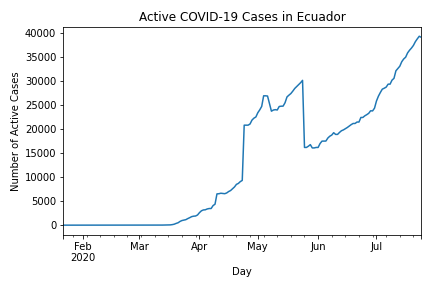 Active COVID-19 Cases in Ecuador
40000
35000
30000
25000
20000
15000
10000
5000
0
Number of Active Cases
Feb
2020
Mar
Apr
May
Jun
Jul
Day